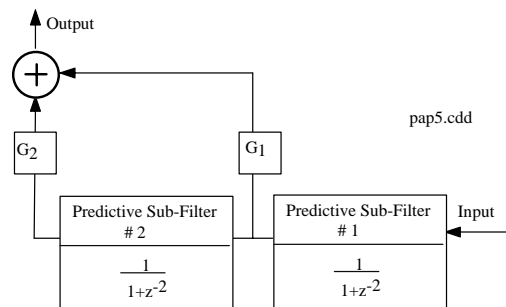 Output
+
pap5.cdd
G2
G1
Predictive Sub-Filter
# 2
1
1+z-2
Predictive Sub-Filter
# 1
1
1+z-2
Input